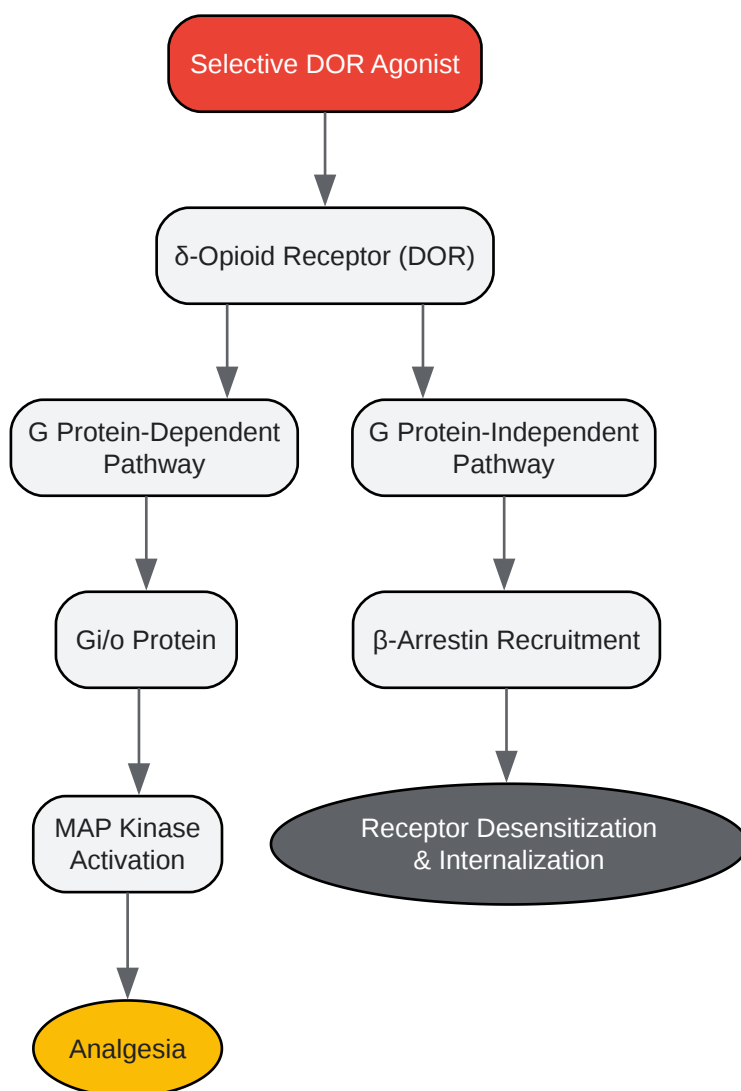 Selective DOR Agonist
δ-Opioid Receptor (DOR)
G Protein-Dependent
Pathway
G Protein-Independent
Pathway
Gi/o Protein
β-Arrestin Recruitment
MAP Kinase
Activation
Receptor Desensitization
& Internalization
Analgesia